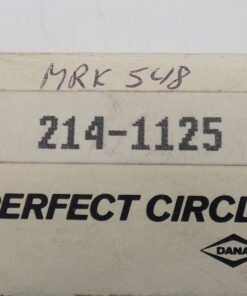 MRK 548
214-1125
PERFECT CIRCL
DANA